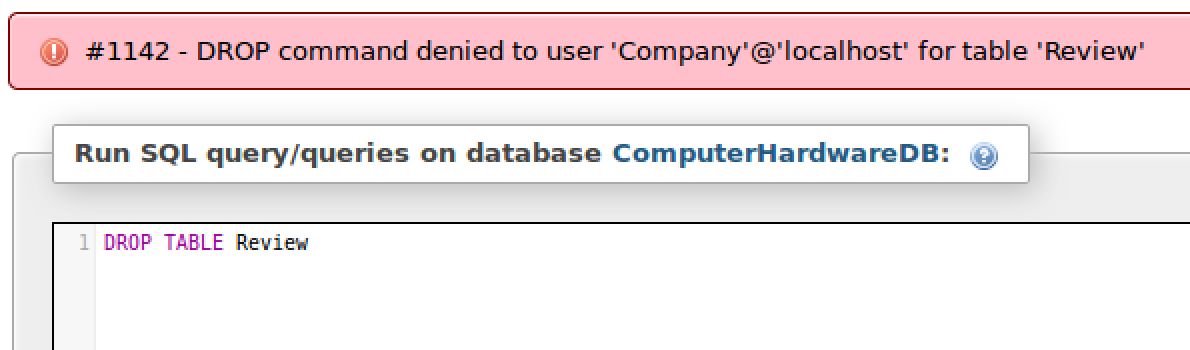 #1142 - DROP command denied to user 'Company'@'localhost' for table 'Review'
Run SQL query/queries on database ComputerHardwareDB:
1 DROP TABLE Review